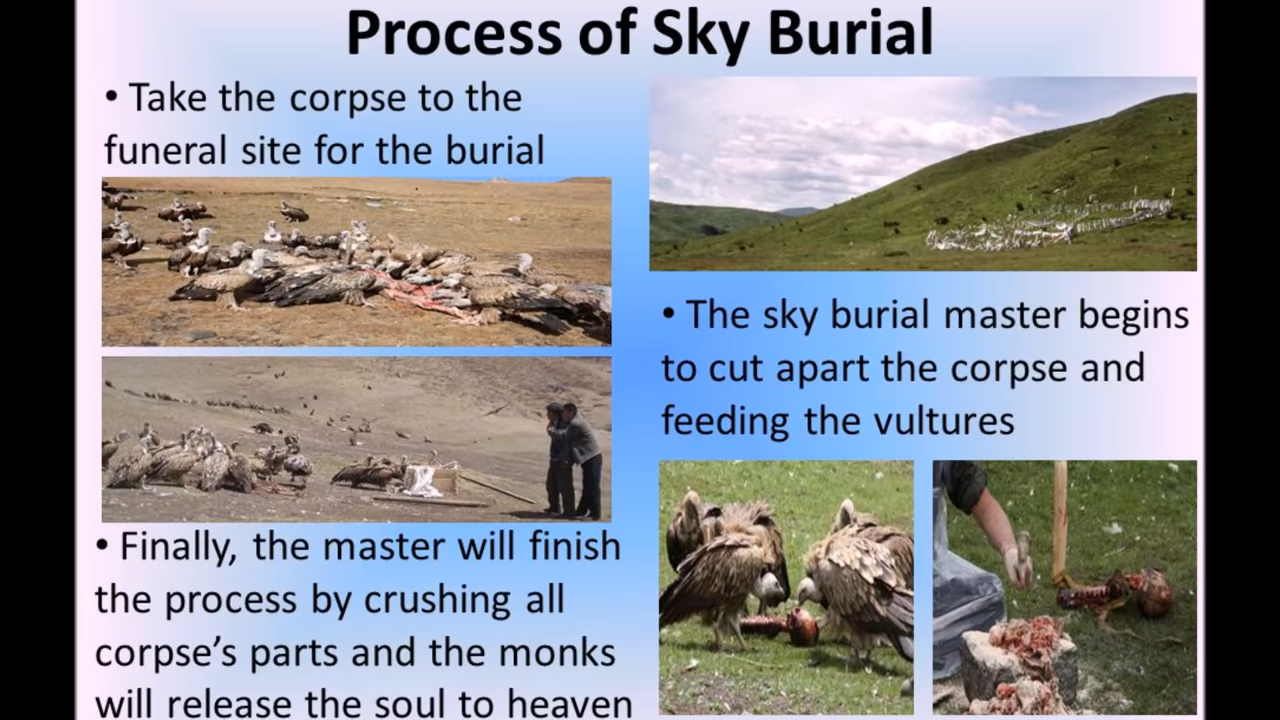 Process of Sky Burial
• Take the corpse to the
funeral site for the burial
• The sky burial master begins
to cut apart the corpse and
feeding the vultures
• Finally, the master will finish
the process by crushing all
corpse’s parts and the monks
will release the soul to heaven